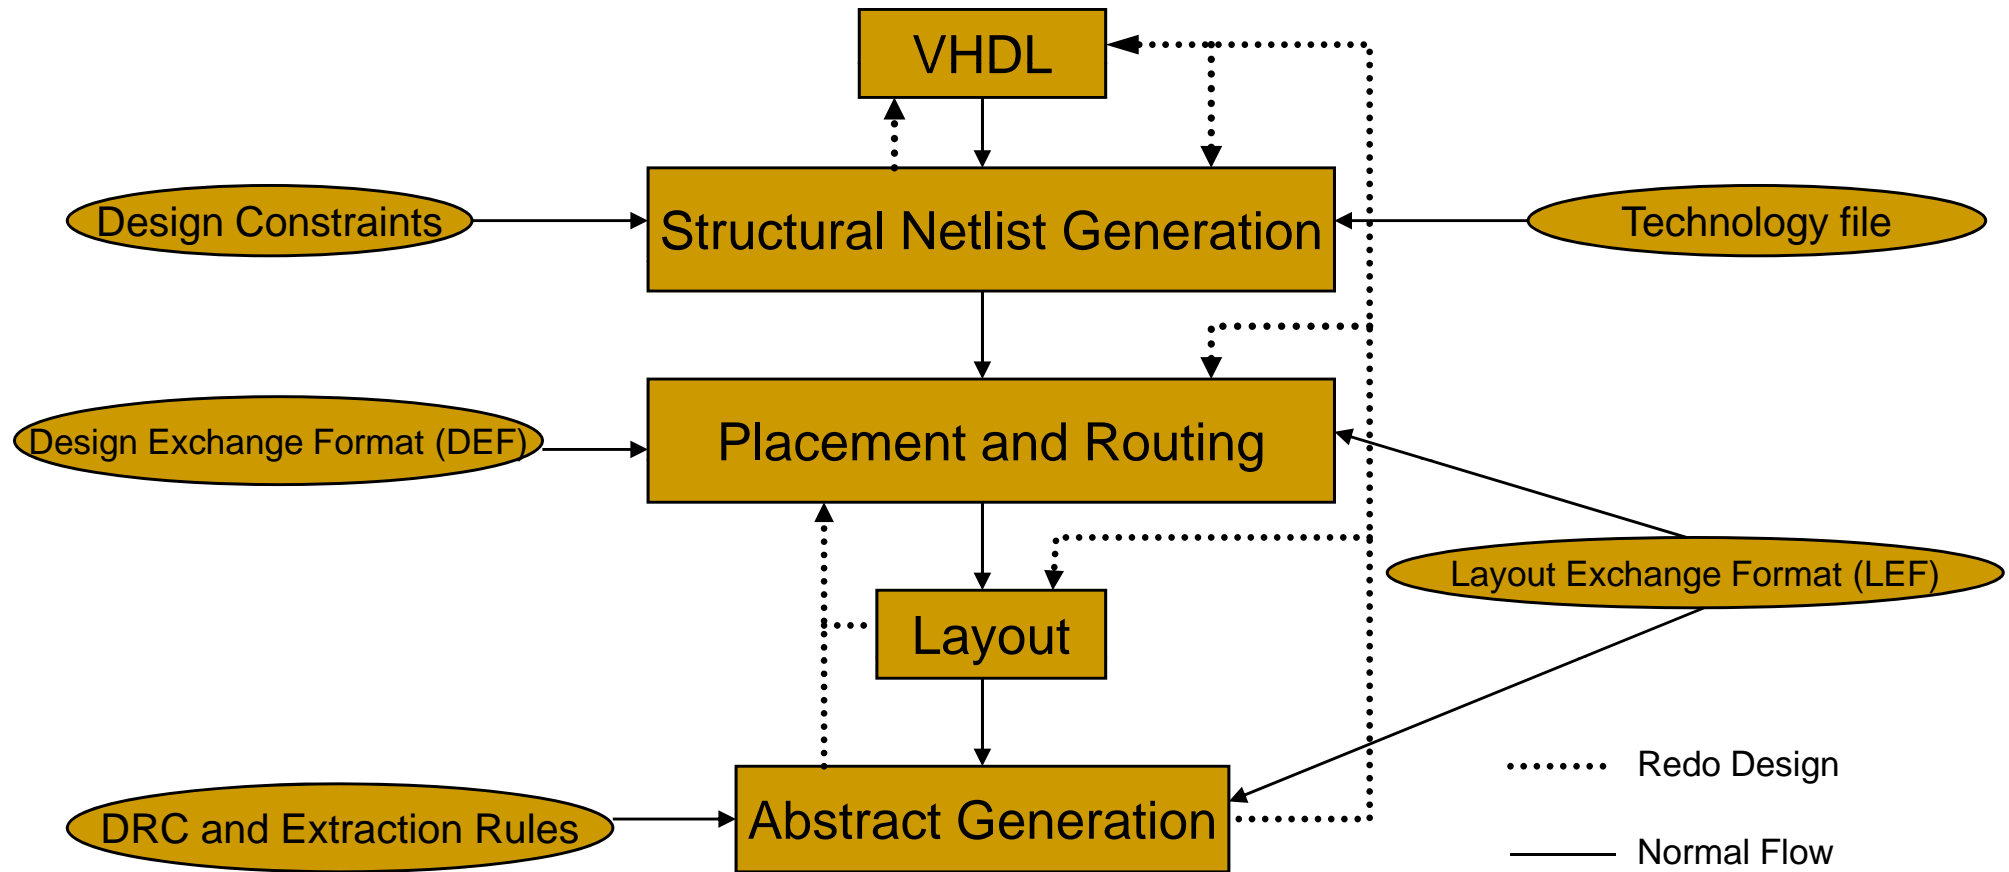 VHDL
Design Constraints
Structural Netlist Generation
Technology file
Design Exchange Format (DEF)
Placement and Routing
Layout Exchange Format (LEF)
Layout
Redo Design
DRC and Extraction Rules
Abstract Generation
Normal Flow